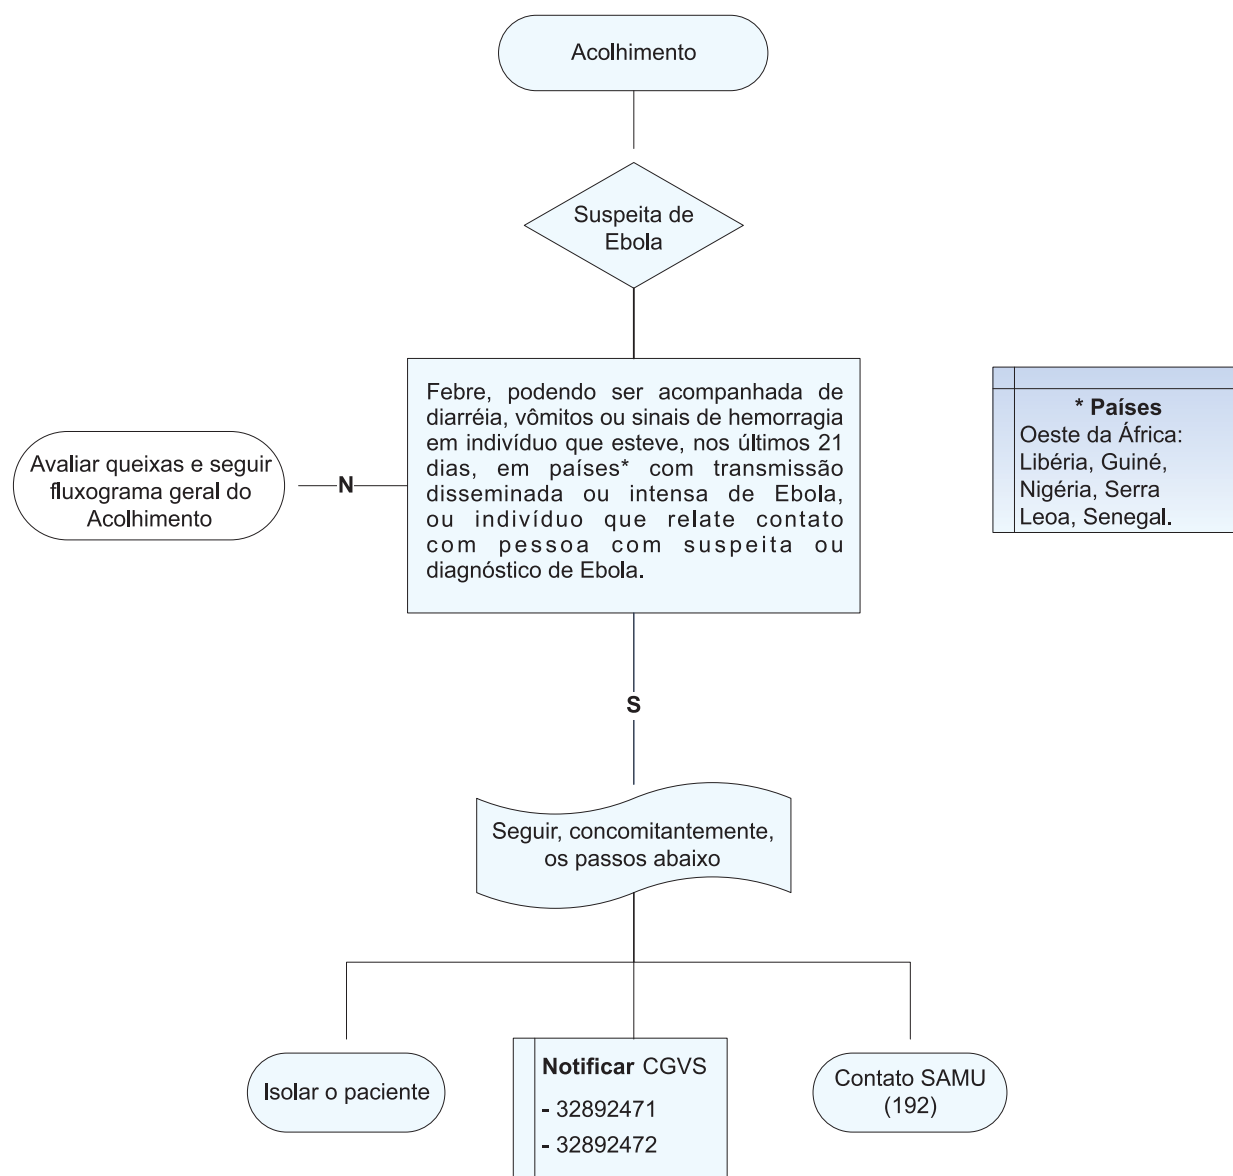 Acolhimento
Suspeita de
Ebola
Febre, podendo ser acompanhada de
diarréia, vômitos ou sinais de hemorragia
em indivíduo que esteve, nos últimos 21
dias, em países* com transmissão
disseminada ou intensa de Ebola,
ou indivíduo que relate contato
com pessoa com suspeita ou
diagnóstico de Ebola.
* Países
Oeste da África:
Libéria, Guiné,
Nigéria, Serra
Leoa, Senegal.
Avaliar queixas e seguir
fluxograma geral do
Acolhimento
N
S
Seguir, concomitantemente,
os passos abaixo
Isolar o paciente
Notificar CGVS
- 32892471
- 32892472
Contato SAMU
(192)